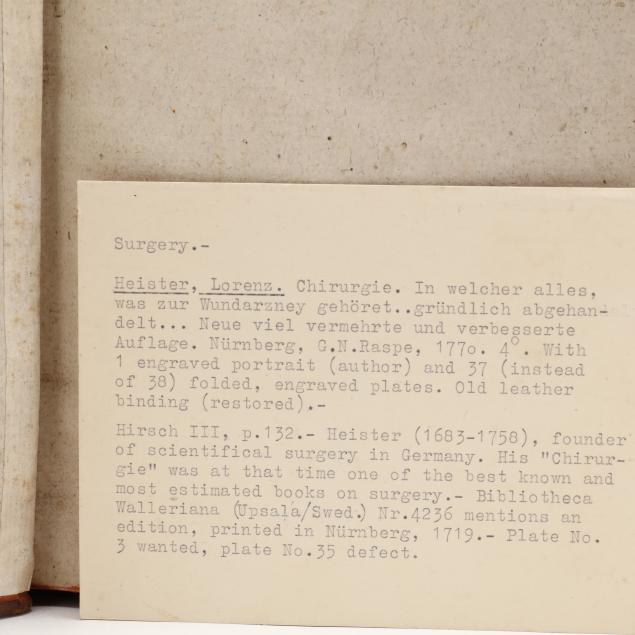 Surgery.-
Heister, Lorenz. Chirurgie. In welcher alles,
was zur Wundarzney gehöret..gründlich abgehan-
delt... Neue viel vermehrte und verbesserte
Auflage. Nürnberg, G.N.Raspe, 177o. 4°. With
1 engraved portrait (author) and 37 (instead
of 38) folded, engraved plates. Old leather
binding (restored).-
Hirsch III, p.132.- Heister (1683-1758), founder
of scientifical surgery in Germany. His "Chirur-
gie" was at that time one of the best known and
most estimated books on surgery.- Bibliotheca
Walleriana (Upsala/Swed.) Nr.4236 mentions an
edition, printed in Nürnberg, 1719.- Plate No.
3 wanted, plate No.35 defect.